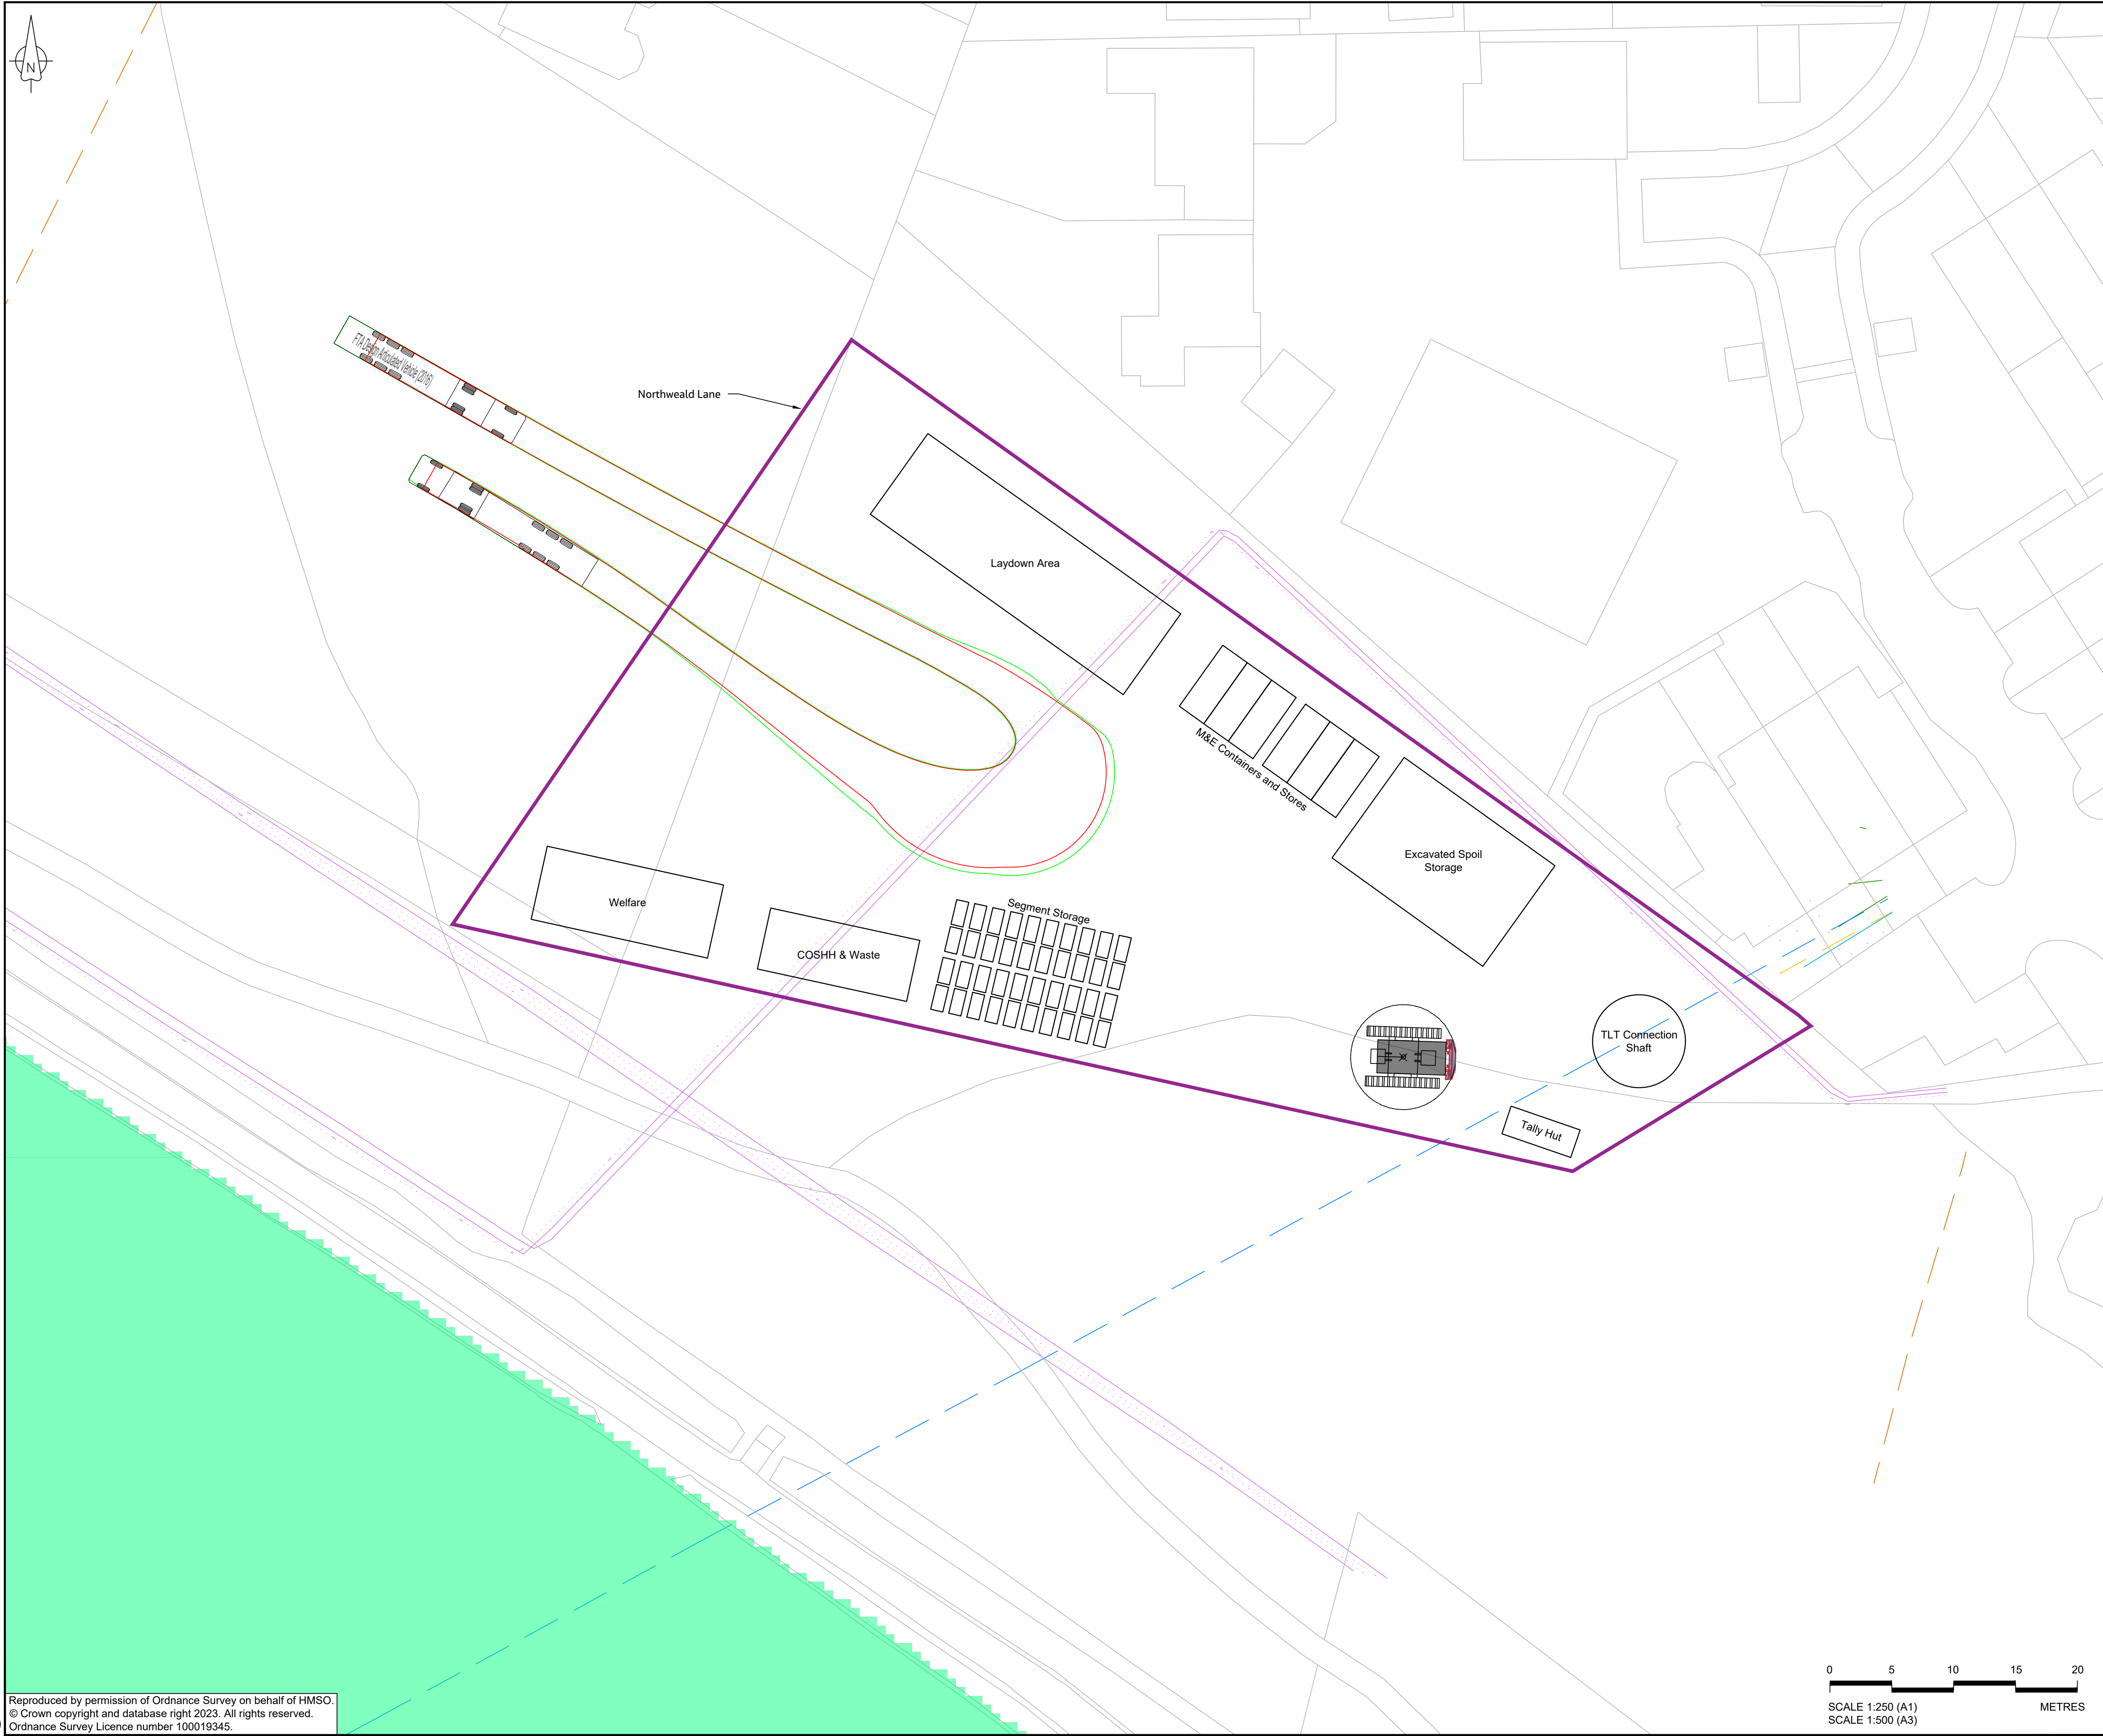 N
FTA Design Articulated Vehicle (2016)
Northweald Lane
Laydown Area
M&E Containers and Stores
Excavated Spoil
Storage
Welfare
Segment Storage
COSHH & Waste
TLT Connection
Shaft
Tally Hut
0 5 10 15 20
SCALE 1:250 (A1) METRES
SCALE 1:500 (A3)
Reproduced by permission of Ordnance Survey on behalf of HMSO.
© Crown copyright and database right 2023. All rights reserved.
Ordnance Survey Licence number 100019345.